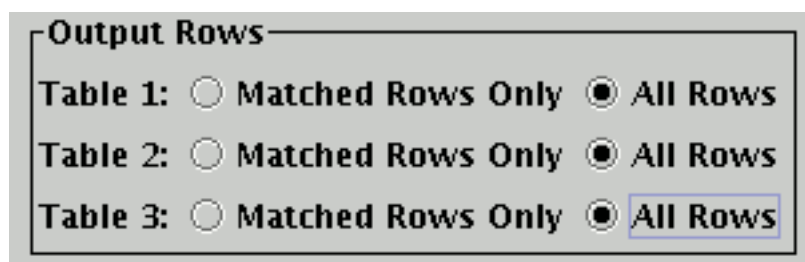 Output Rows
Table 1: Matched Rows Only All Rows
Table 2: Matched Rows Only All Rows
Table 3: Matched Rows Only All Rows